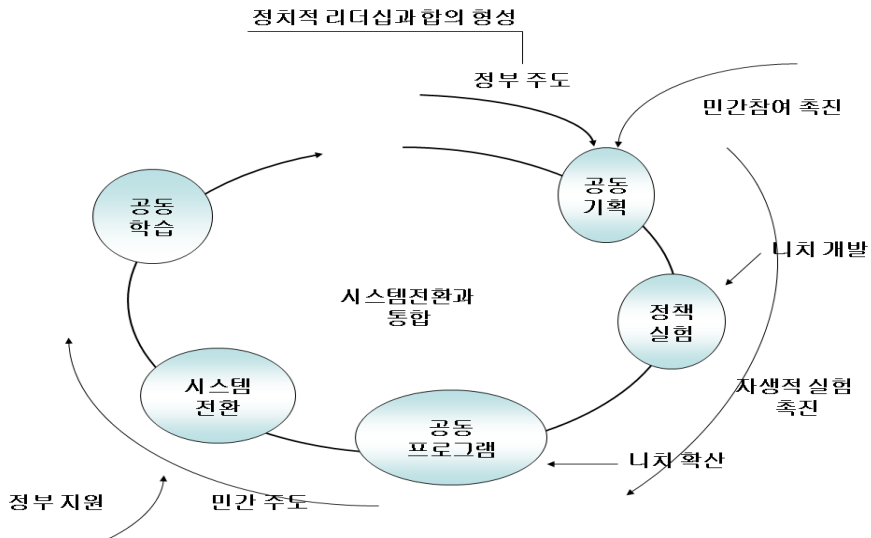 정치적 리더십과 합의 형성
정부 주도
민간참여 촉진
공동
기획
공동
학습
니치 개발
시스템전환과
통합
정책
실험
시스템
전환
자생적 실험
촉진
공동
프로그램
니치 확산
정부 지원
민간 주도